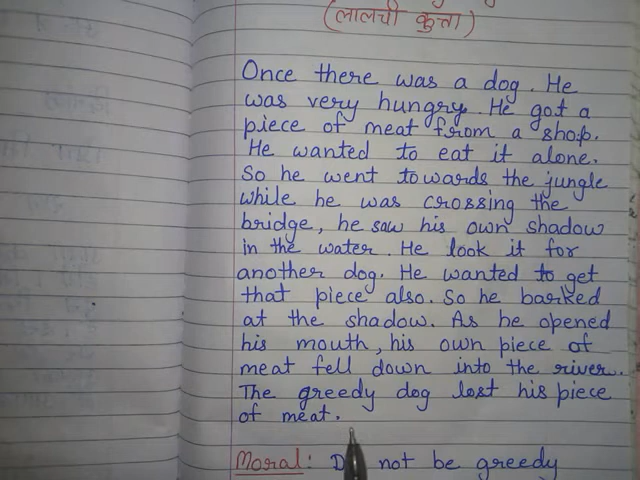 (लालची कुत्ता)
Once there was a dog. He
was very hungry. He got a
piece of meat from a shop.
He wanted to eat it alone.
So he went towards the jungle
while he was crossing the
bridge, he saw his own shadow
in the water. He look it for
another dog. He wanted to get
that piece also. So he barked
at the shadow. As he opened
his mouth, his own piece of
meat fell down into the river.
The greedy dog lost his piece
of meat.
Moral: Do not be greedy